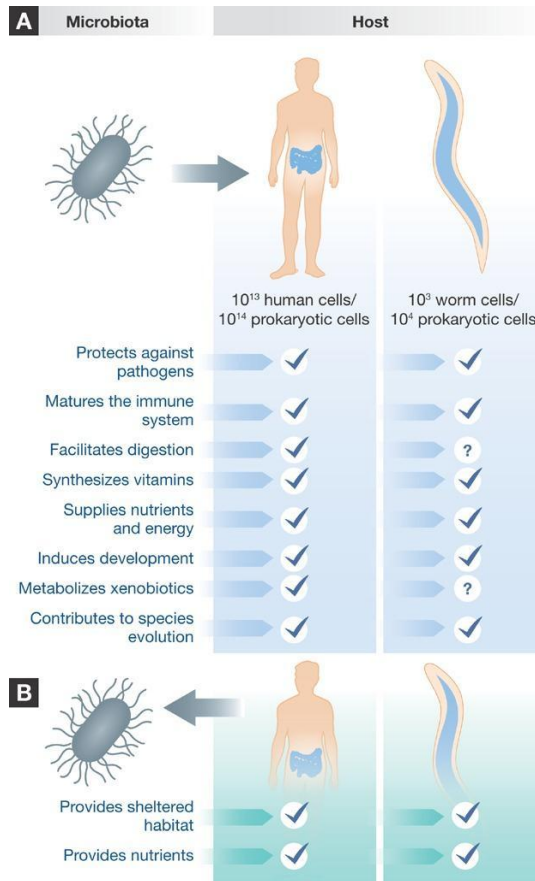 A Microbiota Host
10¹³ human cells/
10¹⁴ prokaryotic cells
10³ worm cells/
10⁴ prokaryotic cells
Protects against
pathogens
Matures the immune
system
Facilitates digestion ?
Synthesizes vitamins
Supplies nutrients
and energy
Induces development
Metabolizes xenobiotics ?
Contributes to species
evolution
B
Provides sheltered
habitat
Provides nutrients